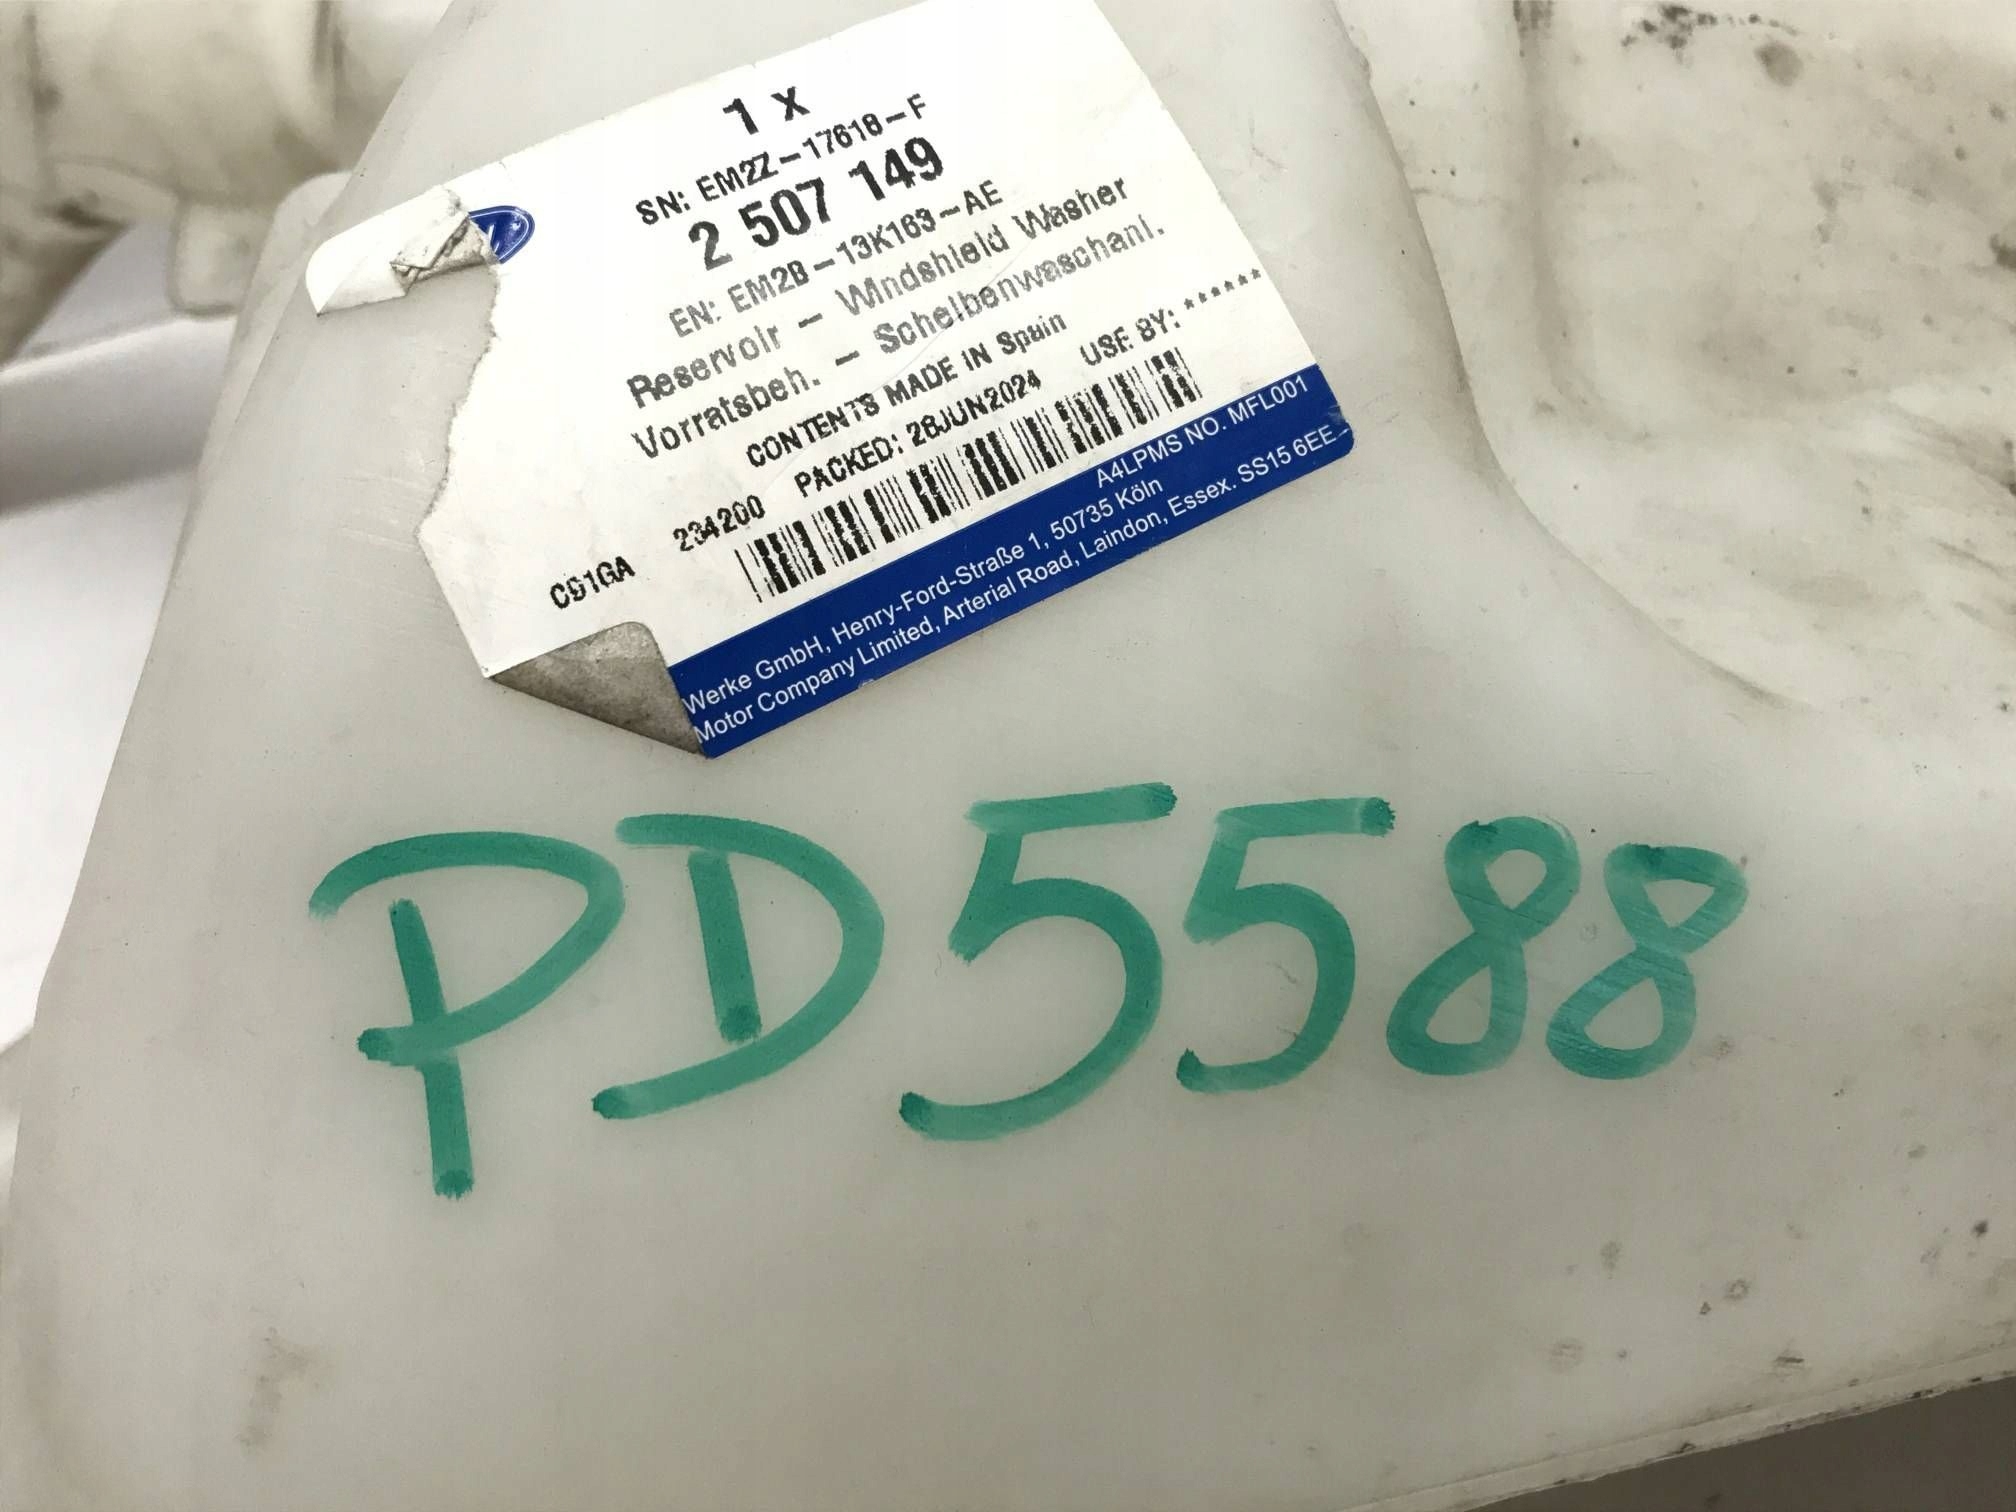 1 x
SN: EM2Z-17618-F
2 507 149
EN: EM2B-13K163-AE
Reservoir - Windshield Washer
Vorratsbeh. - Scheibenwaschanl.
CONTENTS MADE IN Spain
PACKED: 26JUN2024 USE BY: ******
C91GA 234200
A4LPMS NO. MFL001
Werke GmbH, Henry-Ford-Straße 1, 50735 Köln
Motor Company Limited, Arterial Road, Laindon, Essex. SS15 6EE
PD5588